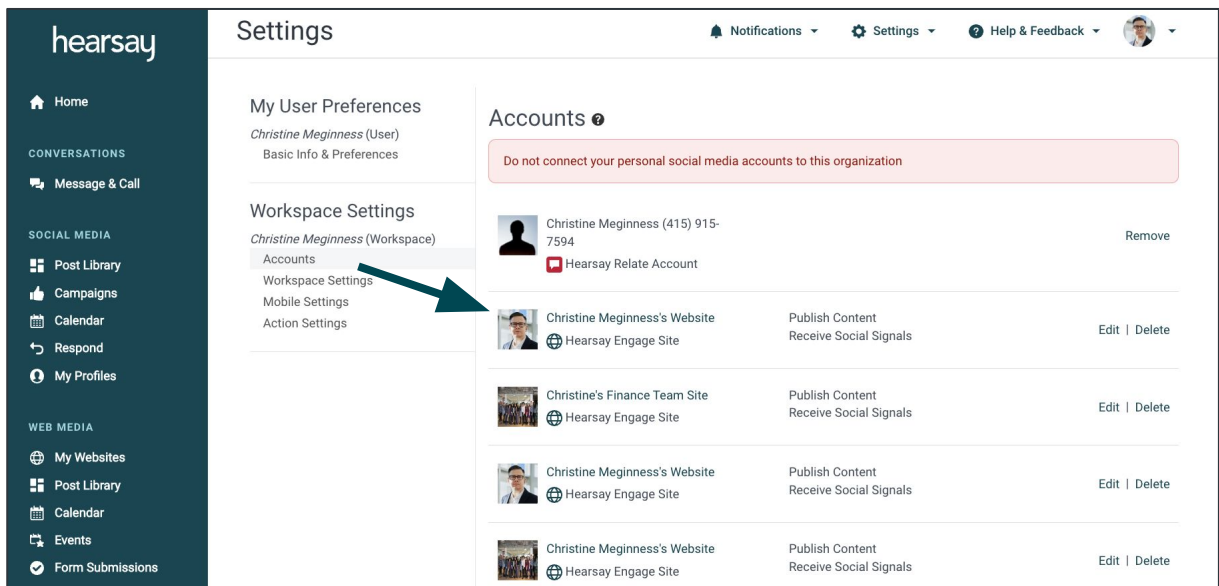 hearsay
Home
CONVERSATIONS
Message & Call
SOCIAL MEDIA
Post Library
Campaigns
Calendar
Respond
My Profiles
WEB MEDIA
My Websites
Post Library
Calendar
Events
Form Submissions
Settings
Notifications
Settings
Help & Feedback
My User Preferences
Christine Meginness (User)
Basic Info & Preferences
Workspace Settings
Christine Meginness (Workspace)
Accounts
Workspace Settings
Mobile Settings
Action Settings
Accounts
Do not connect your personal social media accounts to this organization
Christine Meginness (415) 915-
7594
Hearsay Relate Account
Remove
Christine Meginness's Website
Hearsay Engage Site
Publish Content
Receive Social Signals
Edit | Delete
Christine's Finance Team Site
Hearsay Engage Site
Publish Content
Receive Social Signals
Edit | Delete
Christine Meginness's Website
Hearsay Engage Site
Publish Content
Receive Social Signals
Edit | Delete
Christine Meginness's Website
Hearsay Engage Site
Publish Content
Receive Social Signals
Edit | Delete